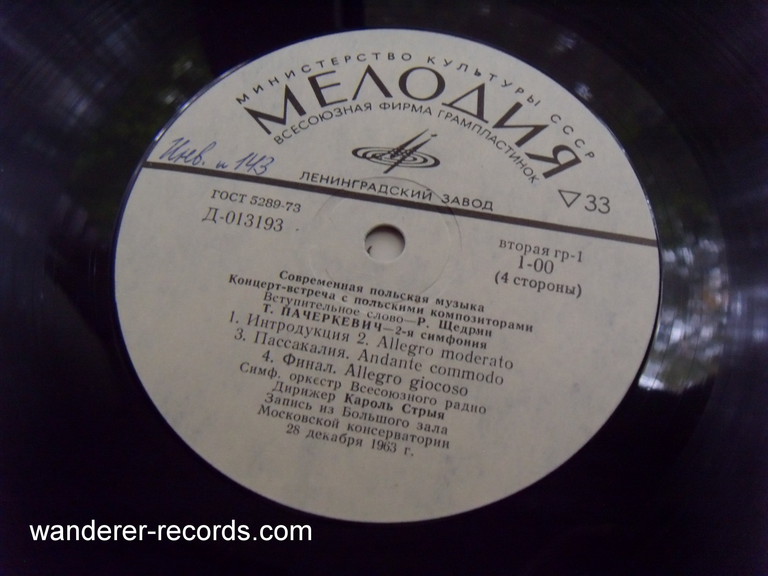 МИНИСТЕРСТВО КУЛЬТУРЫ СССР
МЕЛОДИЯ
ВСЕСОЮЗНАЯ ФИРМА ГРАМПЛАСТИНОК
Инв. н 143
ЛЕНИНГРАДСКИЙ ЗАВОД
33
ГОСТ 5289-73
Д-013193
вторая гр-1
1-00
(4 стороны)
Современная польская музыка
Концерт-встреча с польскими композиторами
Вступительное слово—Р. Щедрин
Т. ПАЧЕРКЕВИЧ—2-я симфония
1. Интродукция 2. Allegro moderato
3. Пассакалия. Andante commodo
4. Финал. Allegro giocoso
Симф. оркестр Всесоюзного радио
Дирижер Кароль Стрыя
Запись из Большого зала
Московской консерватории
28 декабря 1963 г.
wanderer-records.com